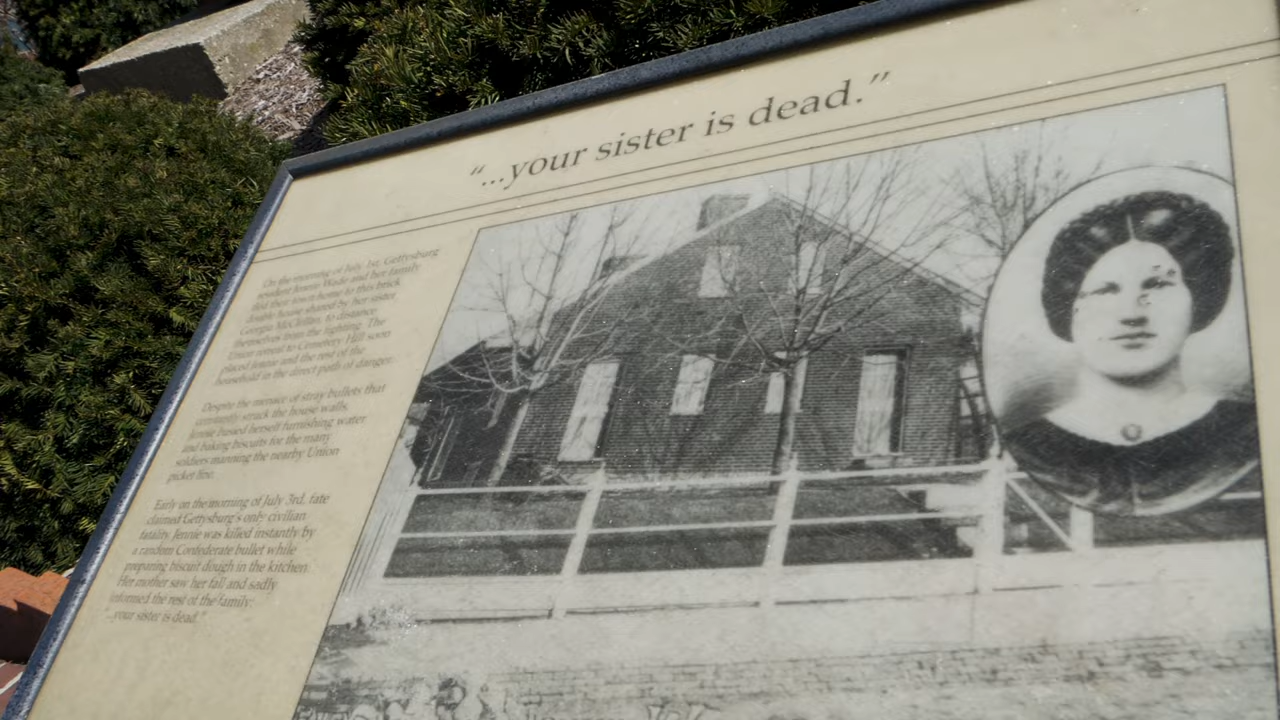 “...your sister is dead.”
On the morning of July 1st, Gettysburg
resident Jennie Wade and her family
fled their town home to this brick
double house shared by her sister
Georgia McClellan, to distance
themselves from the fighting. The
Union retreat to Cemetery Hill soon
placed Jennie and the rest of the
household in the direct path of danger.
Despite the menace of stray bullets that
constantly struck the house walls,
Jennie busied herself furnishing water
and baking biscuits for the many
soldiers manning the nearby Union
picket line.
Early on the morning of July 3rd, fate
claimed Gettysburg's only civilian
fatality. Jennie was killed instantly by
a random Confederate bullet while
preparing biscuit dough in the kitchen.
Her mother saw her fall and sadly
informed the rest of the family:
“...your sister is dead.”